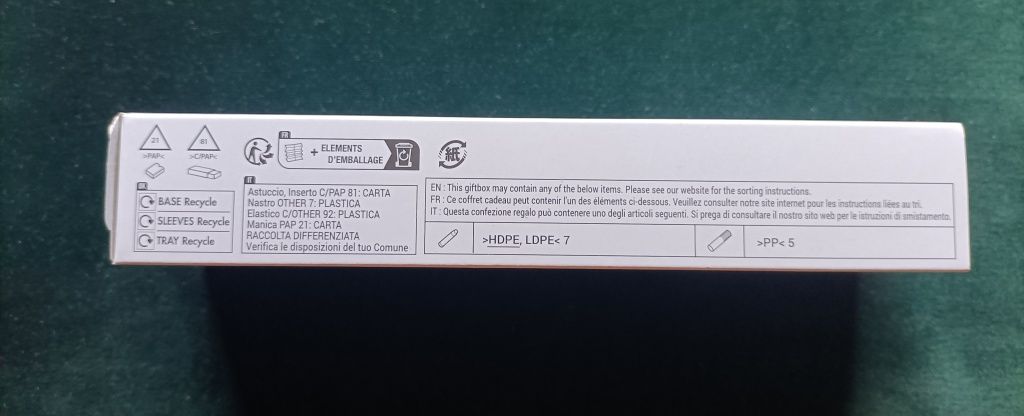 21
>PAP<
81
>C/PAP<
FR
+ ELEMENTS
D'EMBALLAGE
紙
BASE Recycle
SLEEVES Recycle
TRAY Recycle
IT
Astuccio, Inserto C/PAP 81: CARTA
Nastro OTHER 7: PLASTICA
Elastico C/OTHER 92: PLASTICA
Manica PAP 21: CARTA
RACCOLTA DIFFERENZIATA
Verifica le disposizioni del tuo Comune
EN : This giftbox may contain any of the below items. Please see our website for the sorting instructions.
FR : Ce coffret cadeau peut contenir l'un des éléments ci-dessous. Veuillez consulter notre site internet pour les instructions liées au tri.
IT : Questa confezione regalo può contenere uno degli articoli seguenti. Si prega di consultare il nostro sito web per le istruzioni di smistamento.
>HDPE, LDPE< 7
>PP< 5